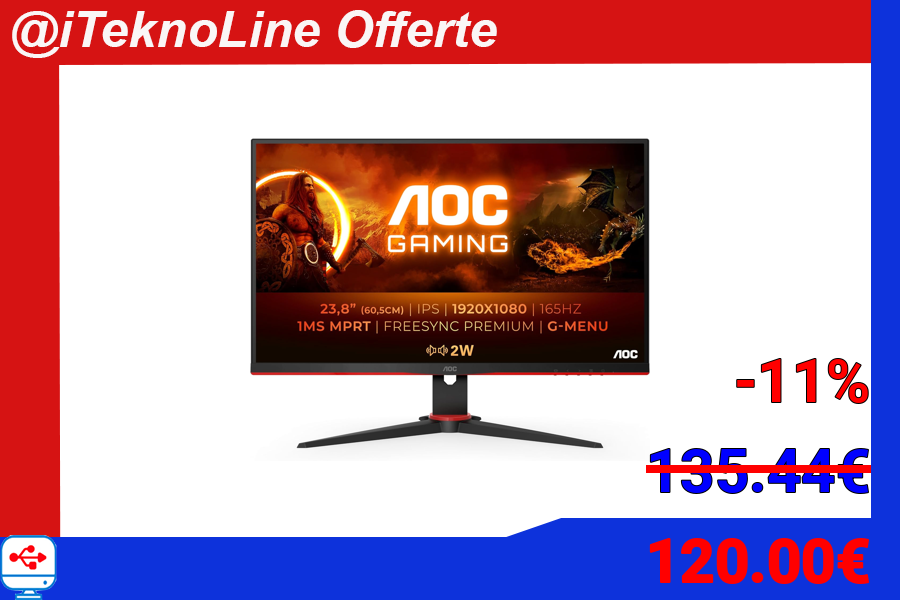 @iTeknoLine Offerte
AOC
GAMING
23,8” (60,5CM) | IPS | 1920X1080 | 165HZ
1MS MPRT | FREESYNC PREMIUM | G-MENU
2W
AOC
AOC
-11%
135.44€
120.00€